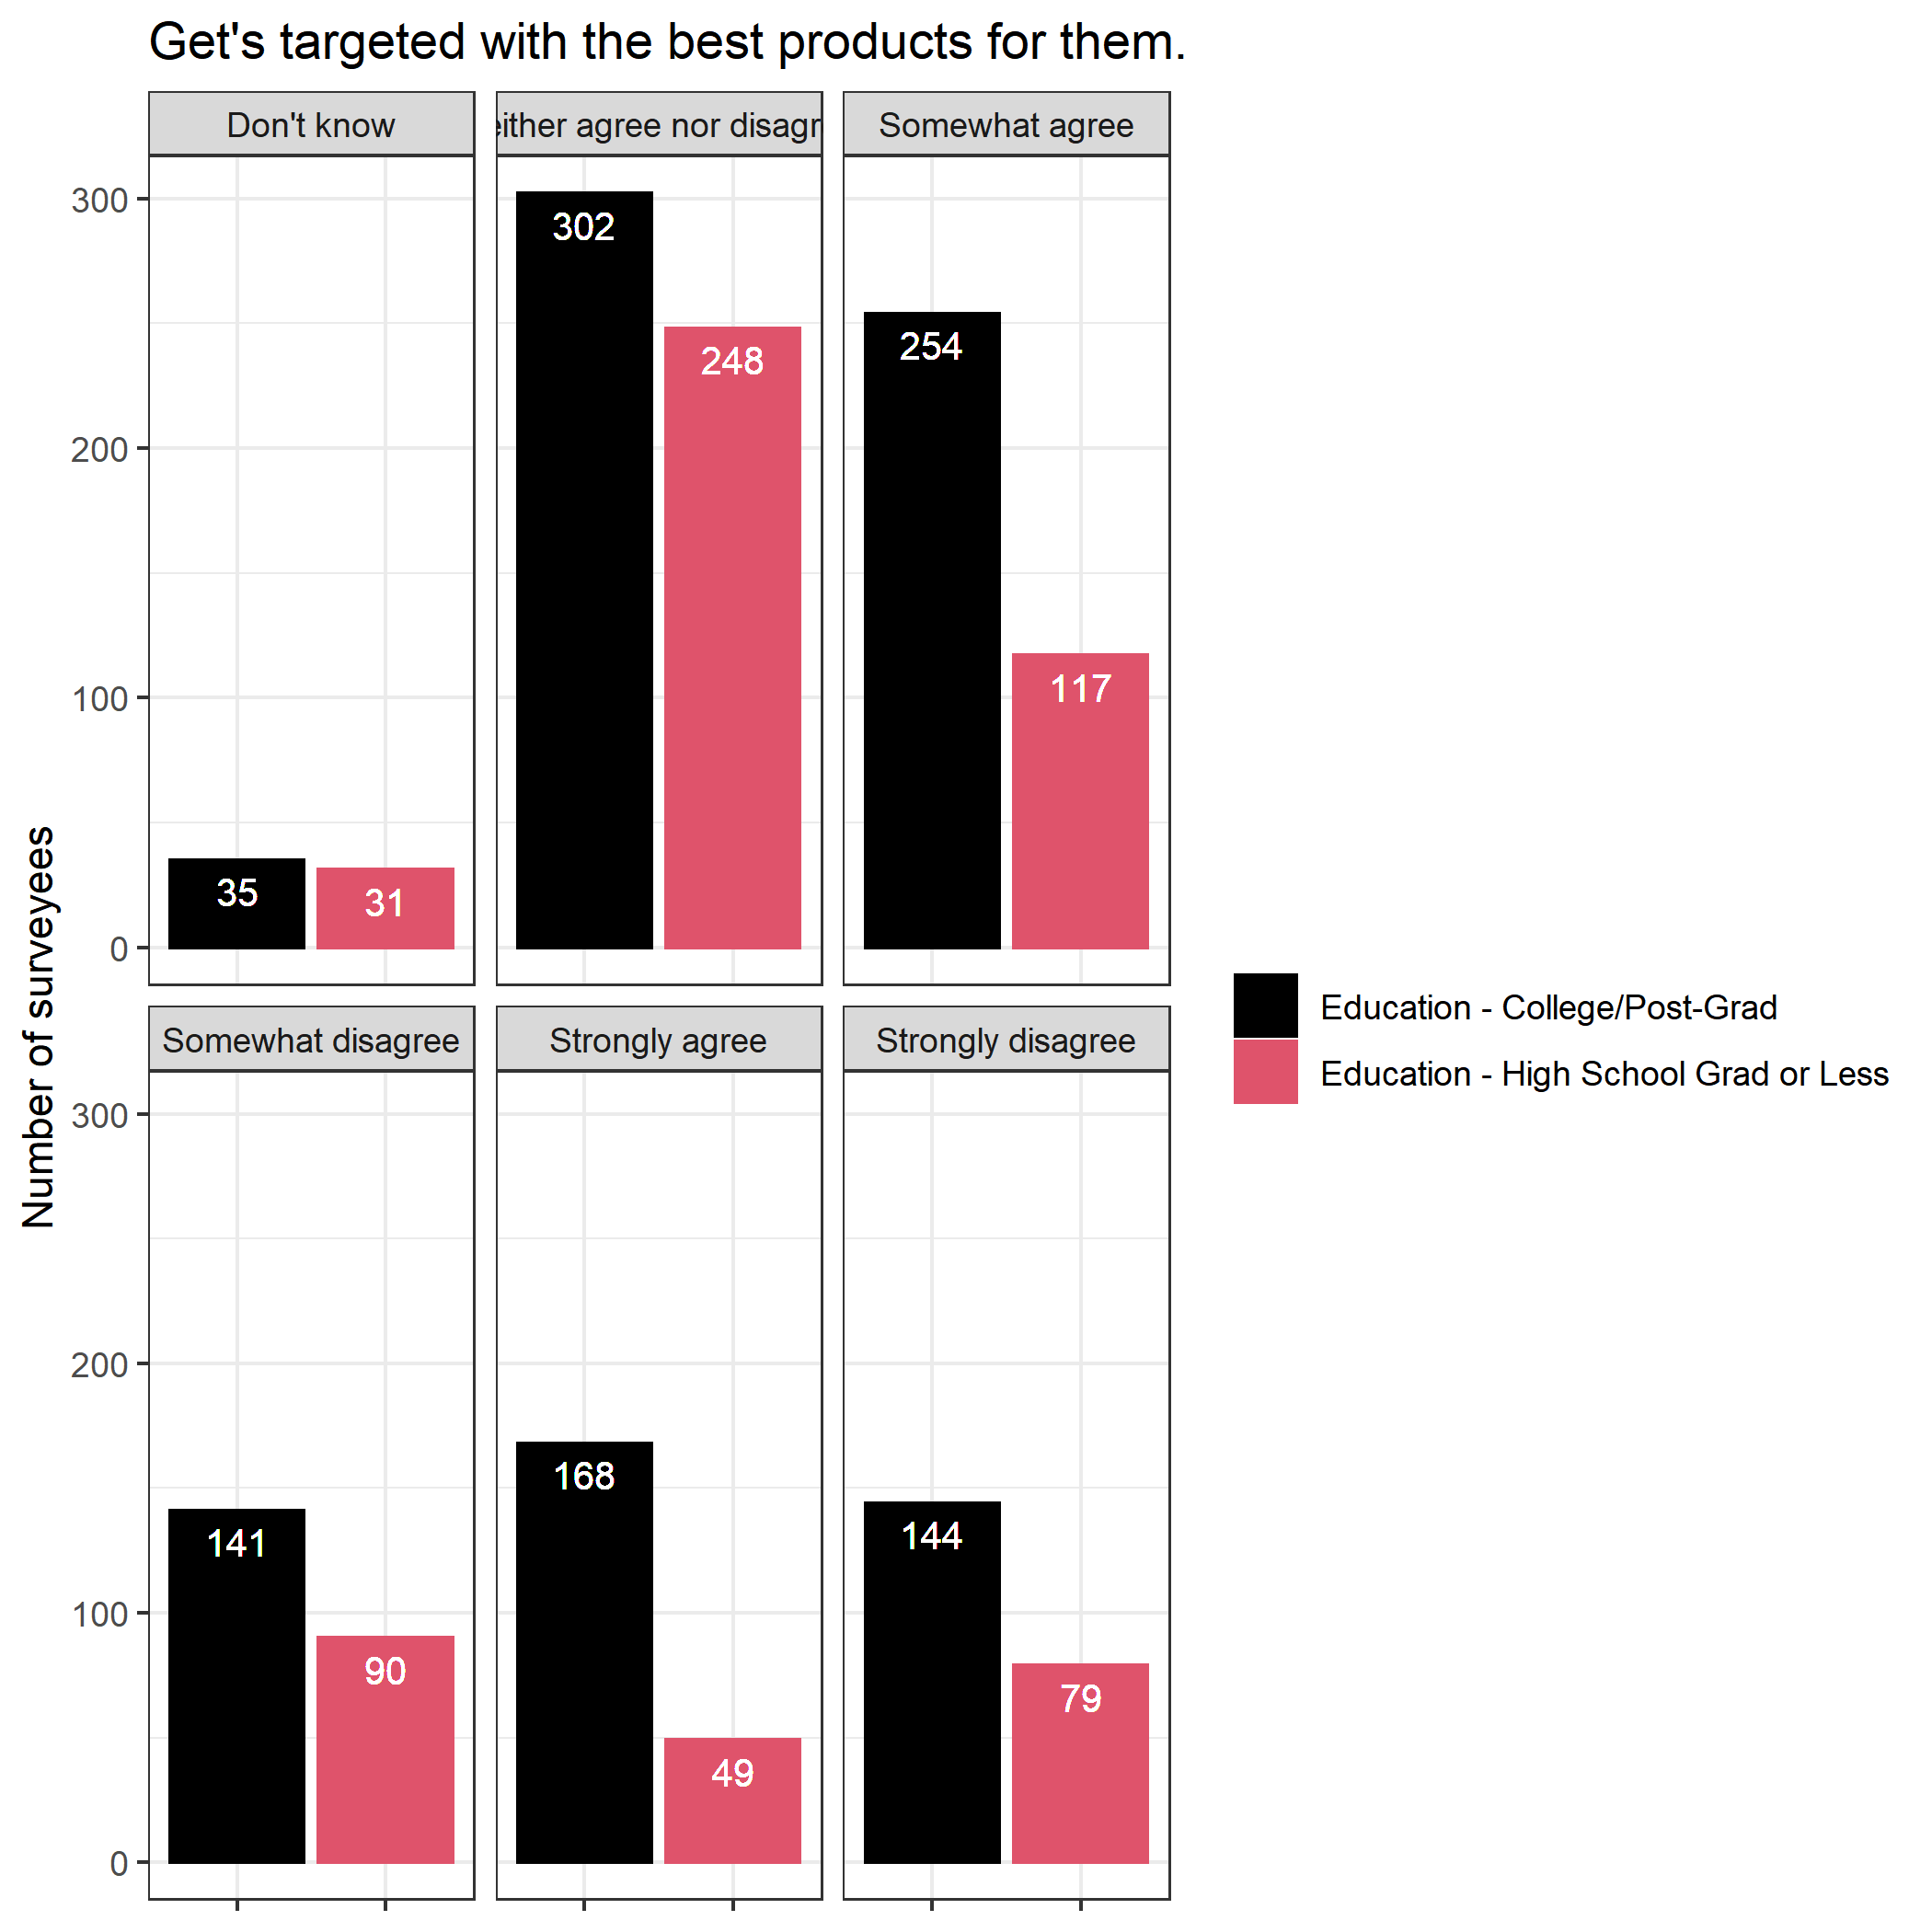 Get's targeted with the best products for them.
Don't know
either agree nor disagr
Somewhat agree
300
200
100
0
302
248
254
117
35
31
Number of surveyees
Somewhat disagree
Strongly agree
Strongly disagree
300
200
100
0
141
90
168
49
144
79
Education - College/Post-Grad
Education - High School Grad or Less